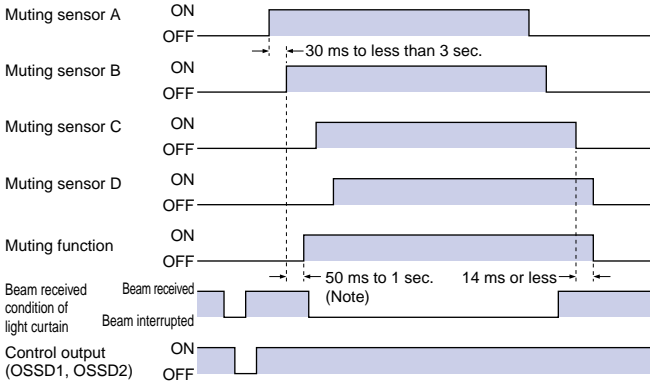 Muting sensor A
ON
OFF
30 ms to less than 3 sec.
Muting sensor B
ON
OFF
Muting sensor C
ON
OFF
Muting sensor D
ON
OFF
Muting function
ON
OFF
50 ms to 1 sec.
(Note)
14 ms or less
Beam received
condition of
light curtain
Beam received
Beam interrupted
Control output
(OSSD1, OSSD2)
ON
OFF